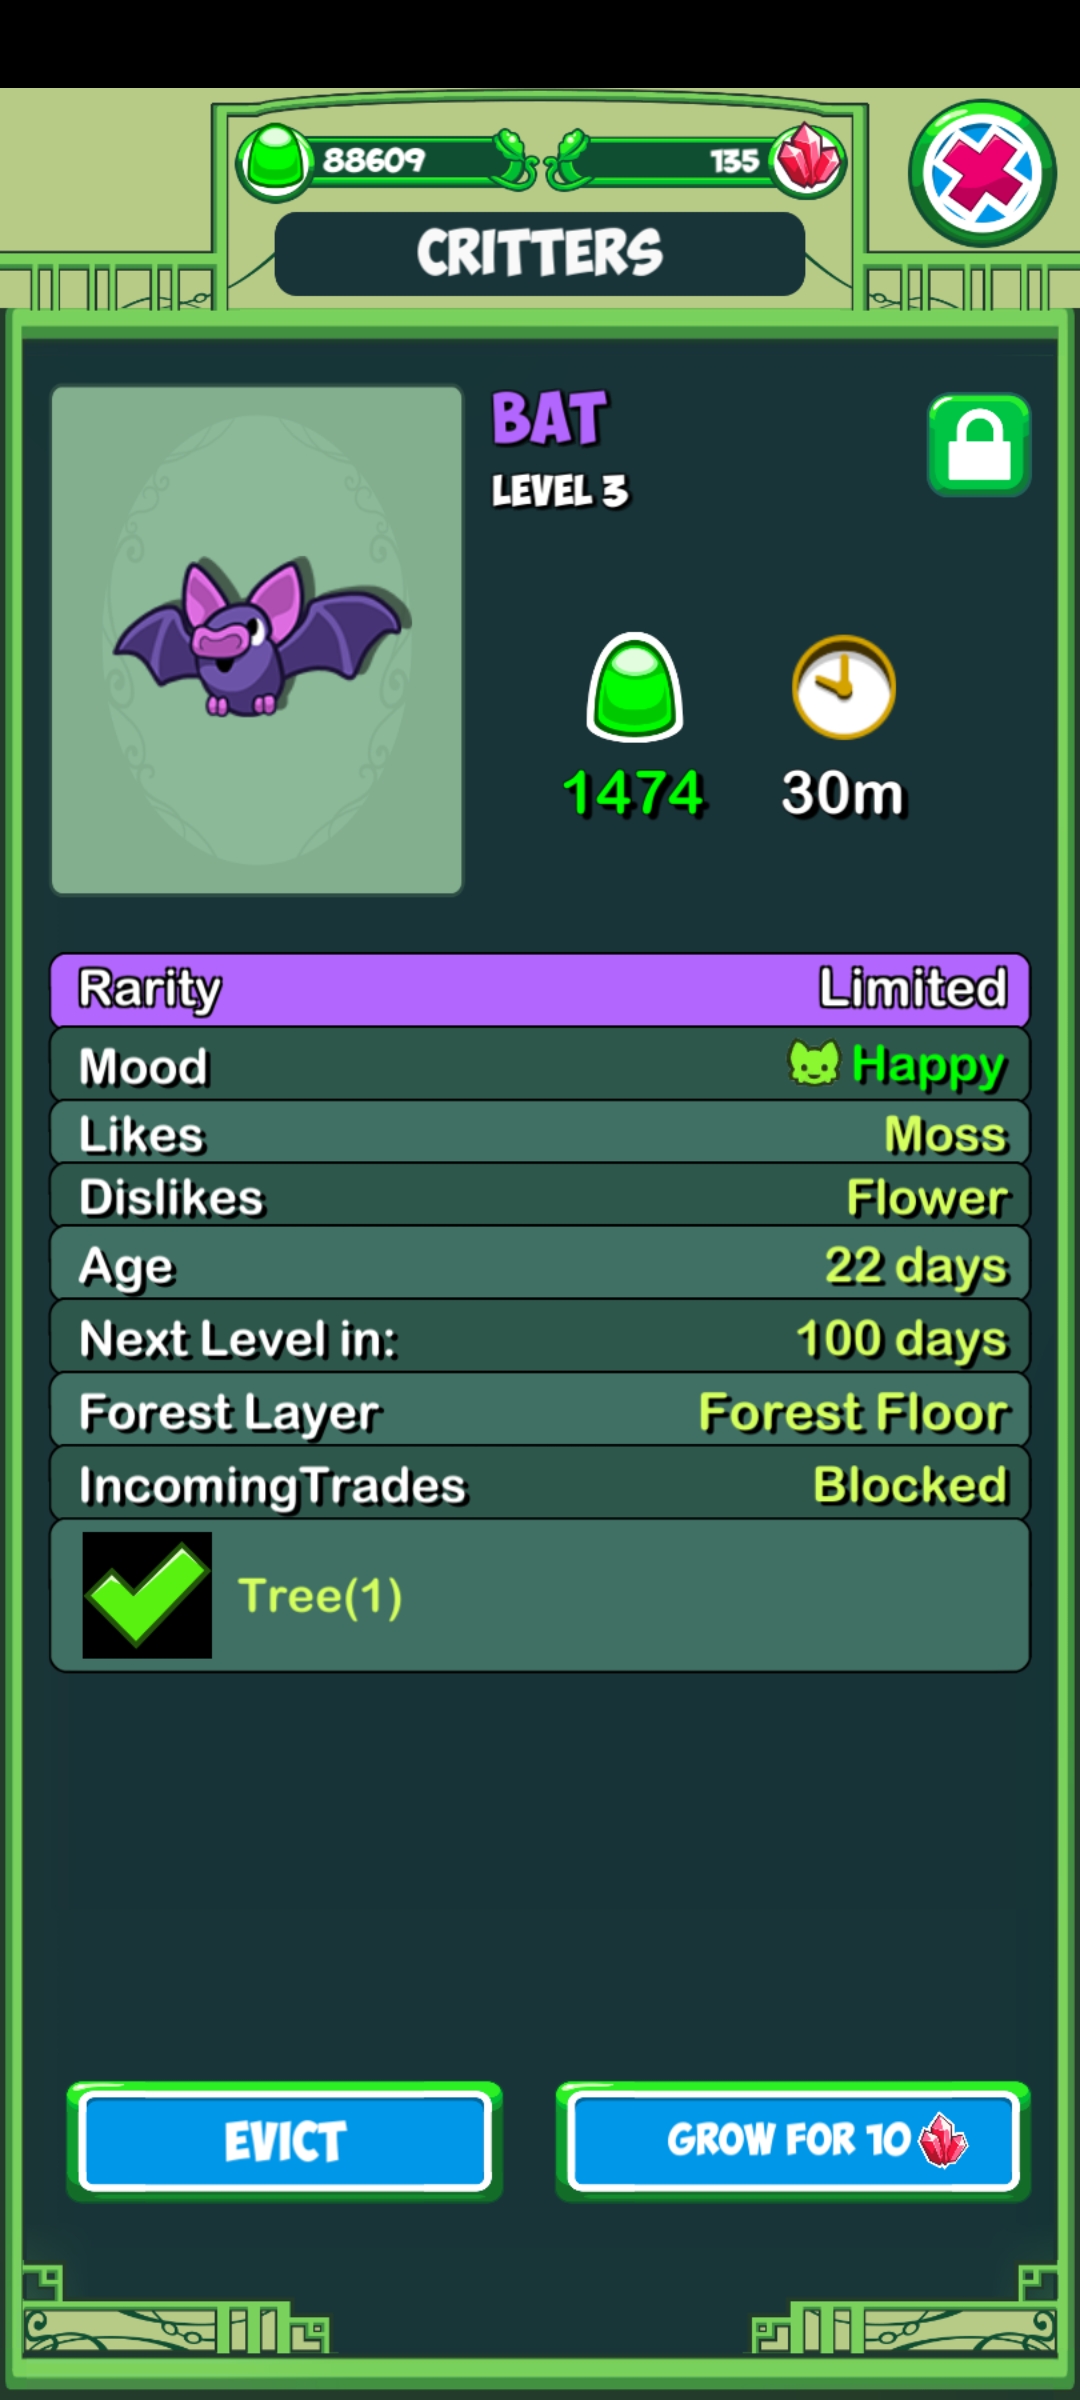 88609 135
CRITTERS
BAT
LEVEL 3
1474 30m
Rarity Limited
Mood Happy
Likes Moss
Dislikes Flower
Age 22 days
Next Level in: 100 days
Forest Layer Forest Floor
IncomingTrades Blocked
Tree(1)
EVICT GROW FOR 10